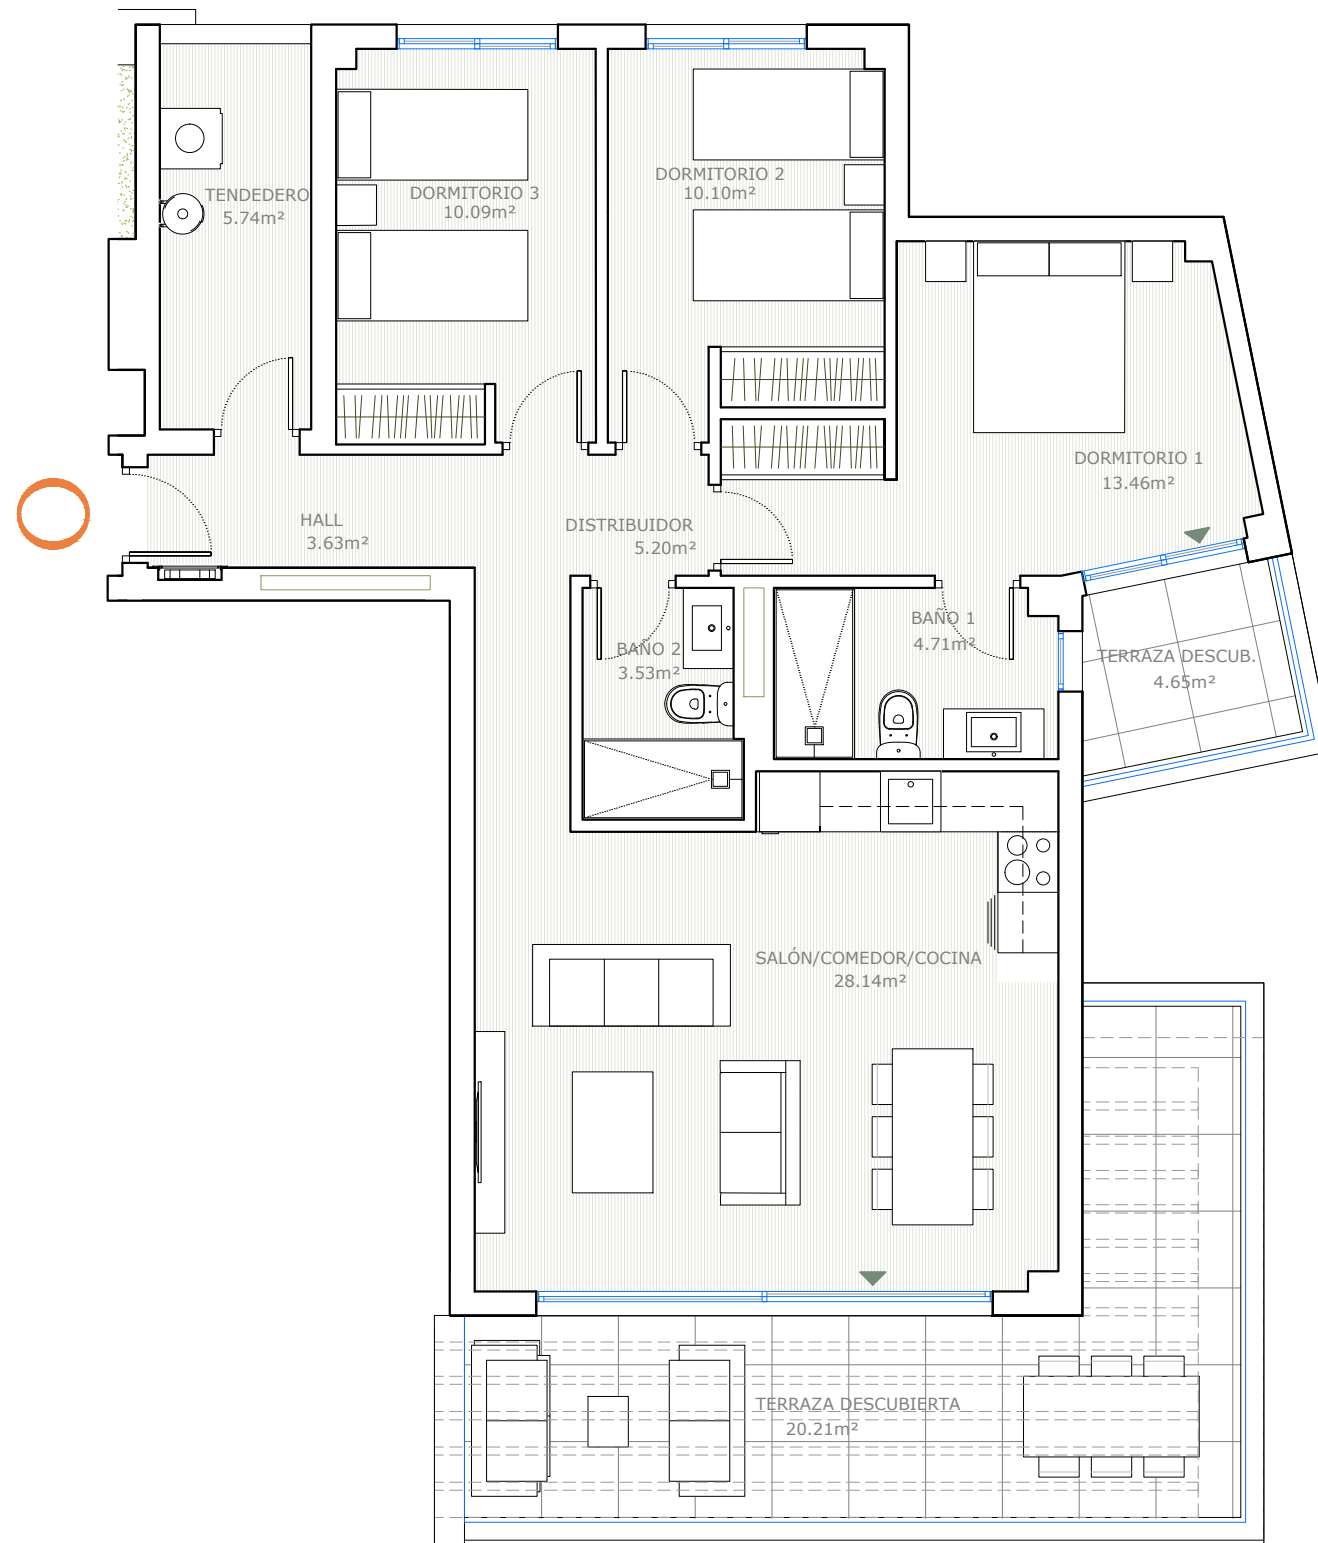 TENDEDERO
5.74m²
DORMITORIO 3
10.09m²
DORMITORIO 2
10.10m²
DORMITORIO 1
13.46m²
HALL
3.63m²
DISTRIBUIDOR
5.20m²
BAÑO 2
3.53m²
BAÑO 1
4.71m²
TERRAZA DESCUB.
4.65m²
SALÓN/COMEDOR/COCINA
28.14m²
TERRAZA DESCUBIERTA
20.21m²